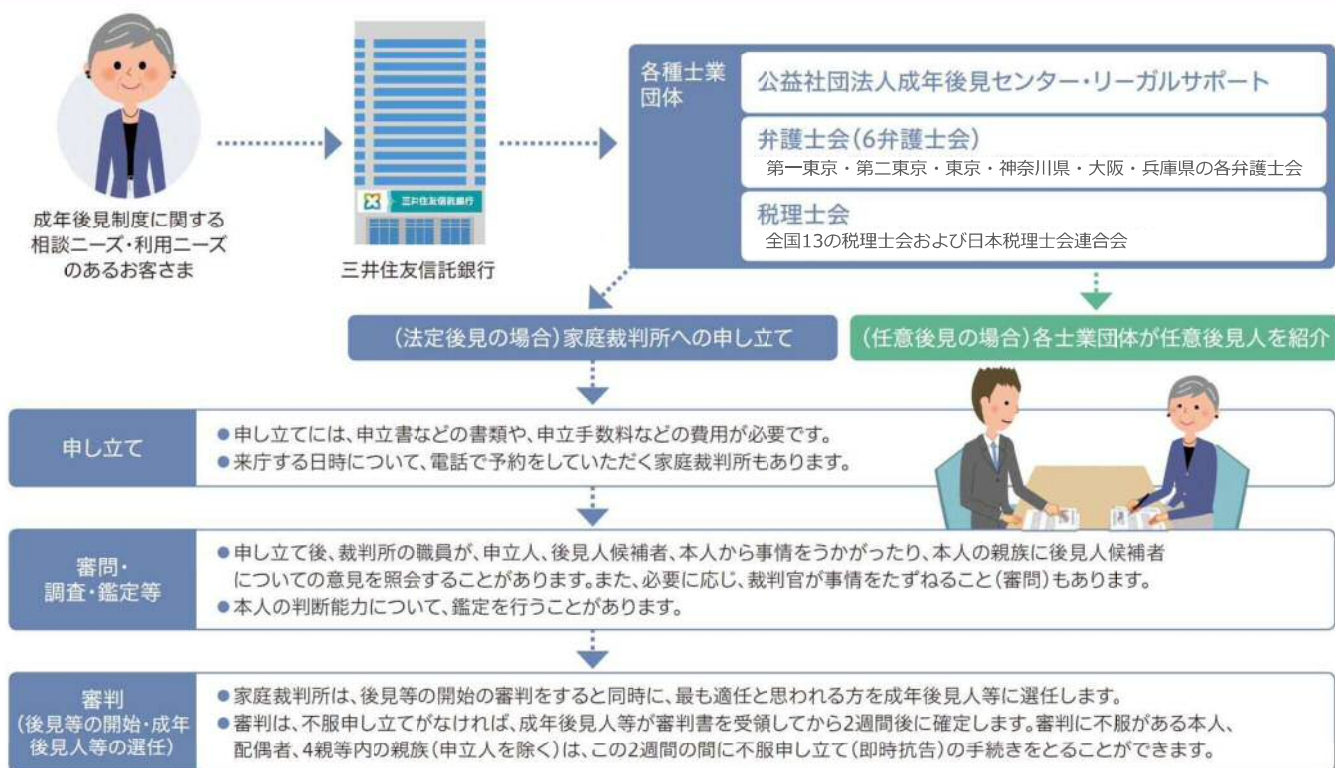 成年後見制度に関する
相談ニーズ・利用ニーズ
のあるお客さま
三井住友信託銀行
三井住友信託銀行
各種士業
団体
公益社団法人成年後見センター・リーガルサポート
弁護士会(6弁護士会)
第一東京・第二東京・東京・神奈川県・大阪・兵庫県の各弁護士会
税理士会
全国13の税理士会および日本税理士会連合会
(法定後見の場合)家庭裁判所への申し立て
(任意後見の場合)各士業団体が任意後見人を紹介
申し立て
●申し立てには、申立書などの書類や、申立手数料などの費用が必要です。
●来庁する日時について、電話で予約をしていただく家庭裁判所もあります。
審問・
調査・鑑定等
●申し立て後、裁判所の職員が、申立人、後見人候補者、本人から事情をうかがったり、本人の親族に後見人候補者
についての意見を照会することがあります。また、必要に応じ、裁判官が事情をたずねること(審問)もあります。
●本人の判断能力について、鑑定を行うことがあります。
審判
(後見等の開始・成年
後見人等の選任)
●家庭裁判所は、後見等の開始の審判をすると同時に、最も適任と思われる方を成年後見人等に選任します。
●審判は、不服申し立てがなければ、成年後見人等が審判書を受領してから2週間後に確定します。審判に不服がある本人、
配偶者、4親等内の親族(申立人を除く)は、この2週間の間に不服申し立て(即時抗告)の手続きをとることができます。